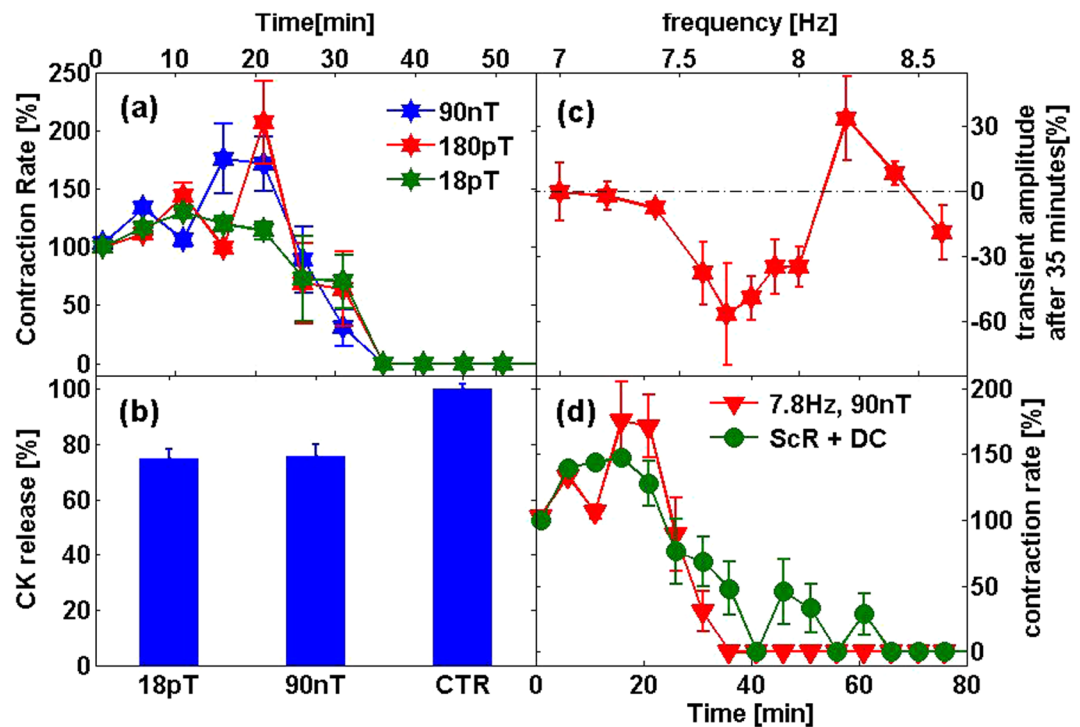 Time[min]
0 10 20 30 40 50
frequency [Hz]
7 7.5 8 8.5
Contraction Rate [%]
250
200
150
100
50
0
(a)
90nT
180pT
18pT
(c)
30
0
-30
-60
transient amplitude
after 35 minutes[%]
CK release [%]
100
80
60
40
20
0
(b)
18pT 90nT CTR
(d)
7.8Hz, 90nT
ScR + DC
200
150
100
50
0
contraction rate [%]
0 20 40 60 80
Time [min]